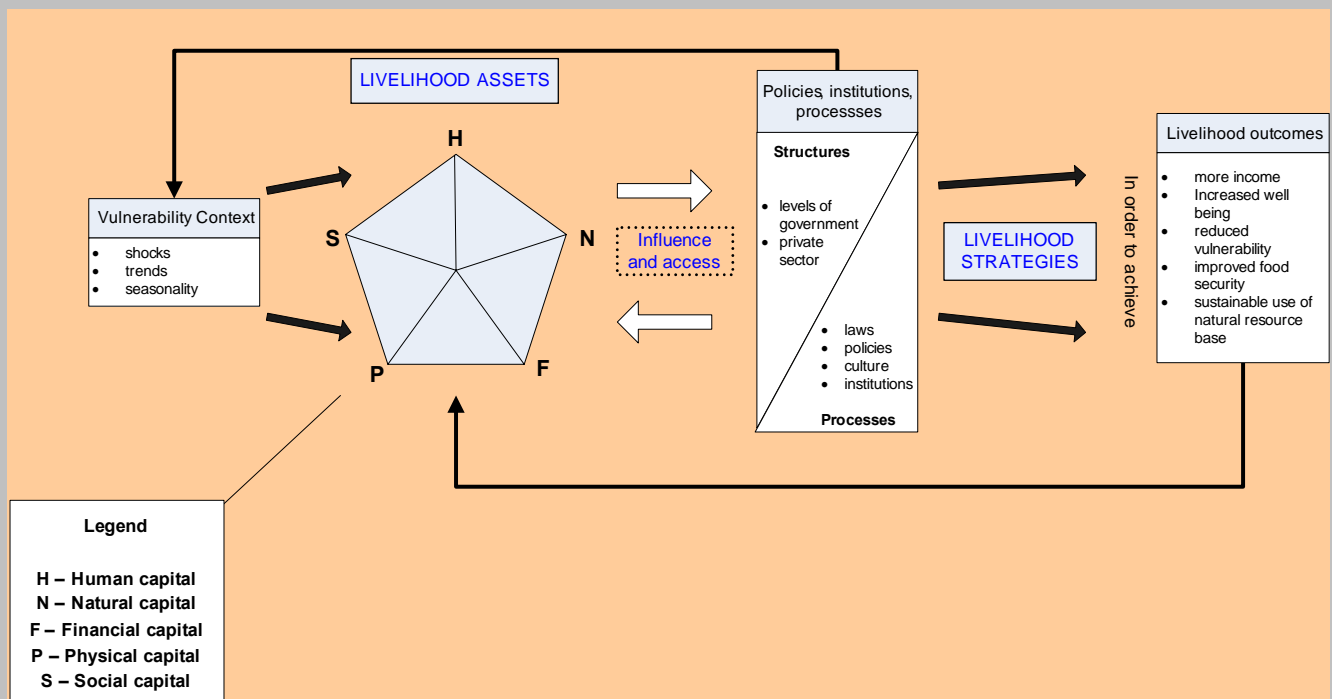 LIVELIHOOD ASSETS
H
S
N
P
F
Vulnerability Context
• shocks
• trends
• seasonality
Influence
and access
Policies, institutions,
processses
Structures
• levels of
government
• private
sector
• laws
• policies
• culture
• institutions
Processes
LIVELIHOOD
STRATEGIES
In order to achieve
Livelihood outcomes
• more income
• Increased well
being
• reduced
vulnerability
• improved food
security
• sustainable use of
natural resource
base
Legend
H – Human capital
N – Natural capital
F – Financial capital
P – Physical capital
S – Social capital